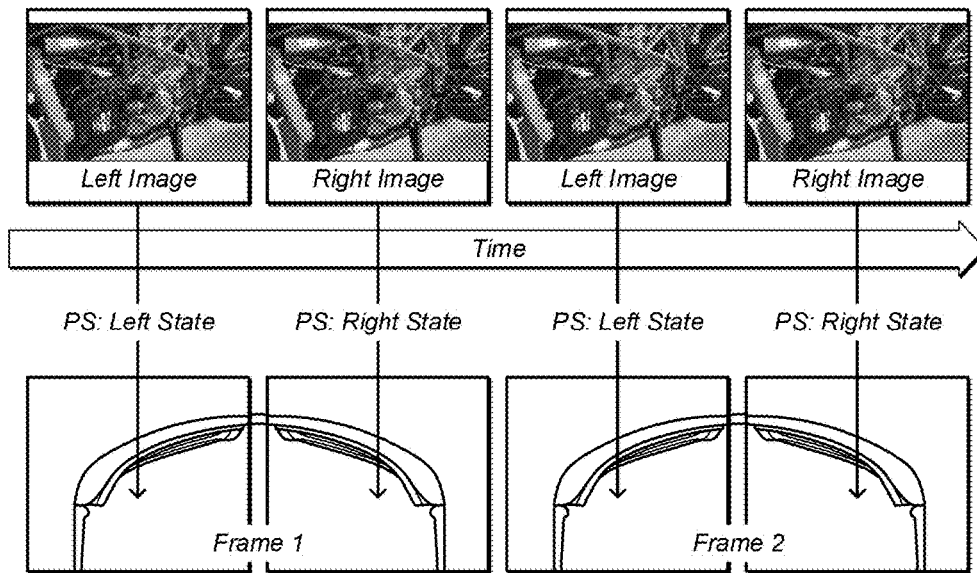 Left Image
Right Image
Left Image
Right Image
Time
PS: Left State
PS: Right State
PS: Left State
PS: Right State
Frame 1
Frame 2